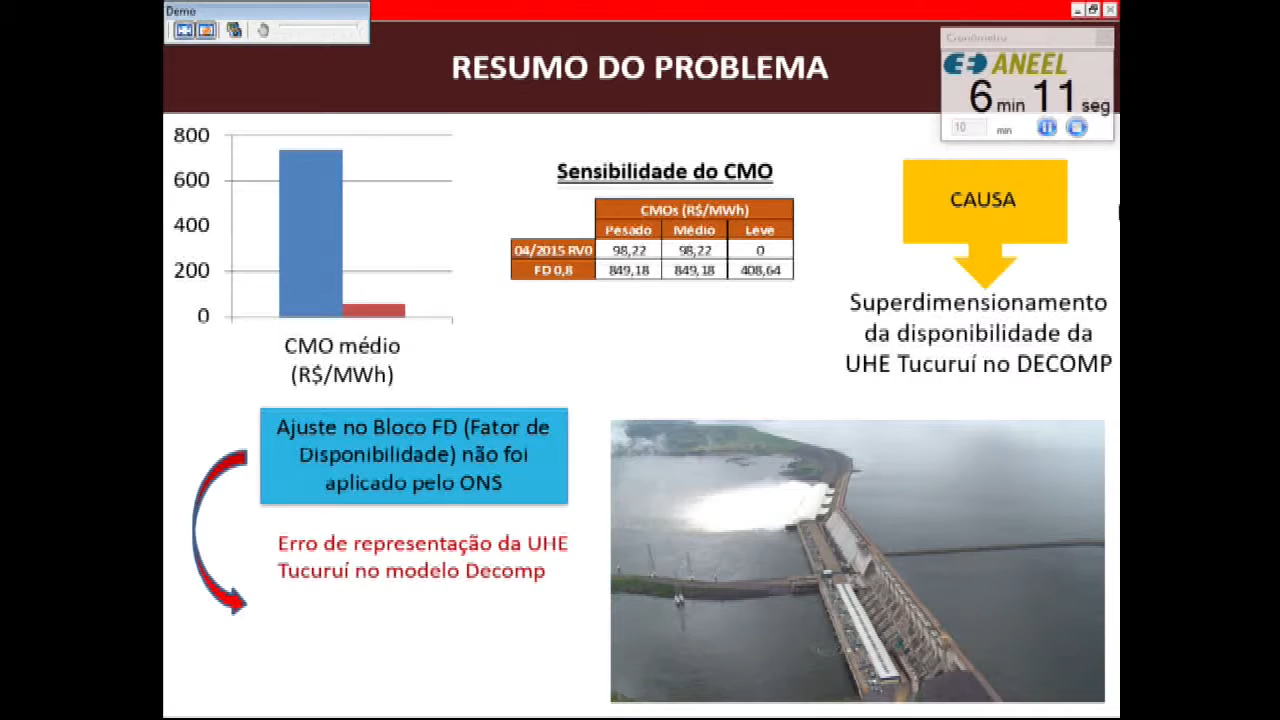 Demo
RESUMO DO PROBLEMA
Cronômetro
ANEEL
6 min 11 seg
10 min
800
600
400
200
0
CMO médio
(R$/MWh)
Sensibilidade do CMO
CMOs (R$/MWh)
Pesado Médio Leve
04/2015 RV0 98,22 98,22 0
FD 0,8 849,18 849,18 408,64
CAUSA
Superdimensionamento
da disponibilidade da
UHE Tucuruí no DECOMP
Ajuste no Bloco FD (Fator de
Disponibilidade) não foi
aplicado pelo ONS
Erro de representação da UHE
Tucuruí no modelo Decomp